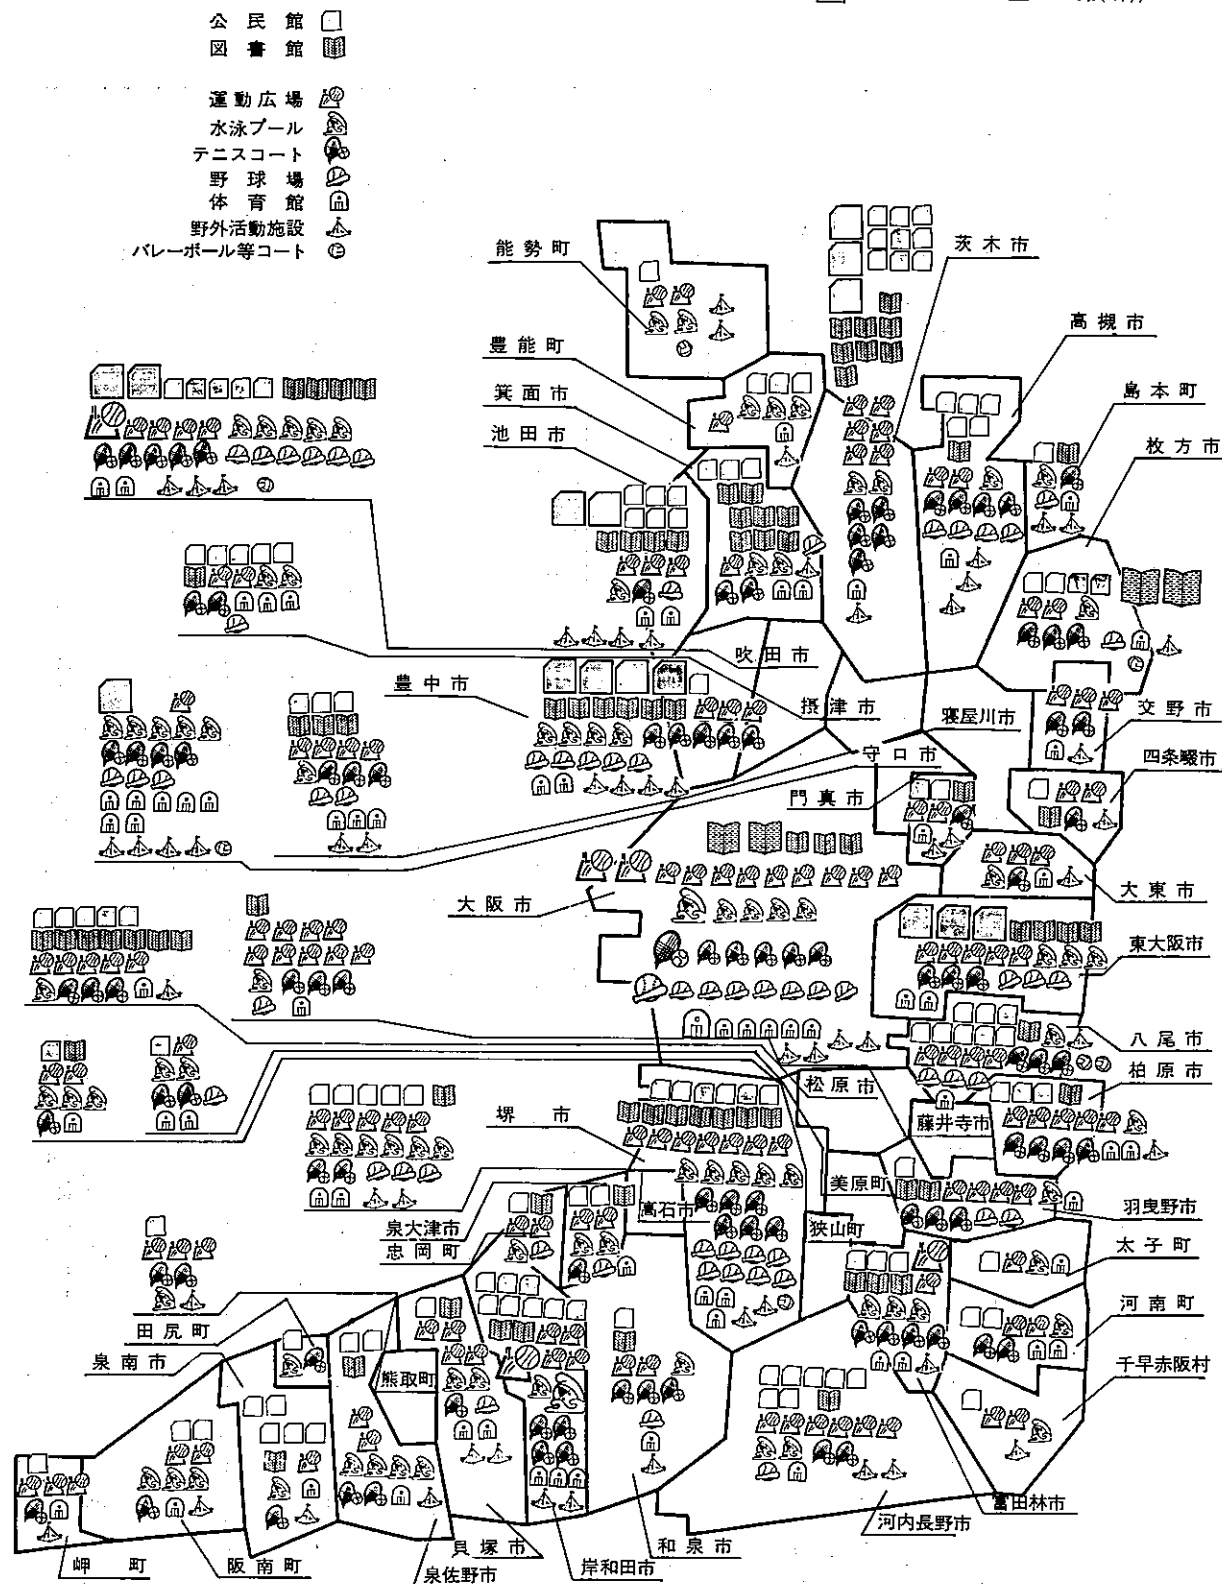 公民館
図書館
運動広場
水泳プール
テニスコート
野球場
体育館
野外活動施設
バレーボール等コート
能勢町
茨木市
豊能町
高槻市
箕面市
島本町
池田市
枚方市
吹田市
豊中市
摂津市
寝屋川市
交野市
守口市
四条畷市
門真市
大阪市
大東市
東大阪市
八尾市
松原市
柏原市
堺市
藤井寺市
美原町
高石市
羽曳野市
泉大津市
狭山町
忠岡町
太子町
田尻町
河南町
泉南市
熊取町
千早赤阪村
富田林市
河内長野市
和泉市
貝塚市
岸和田市
岬町
阪南町
泉佐野市